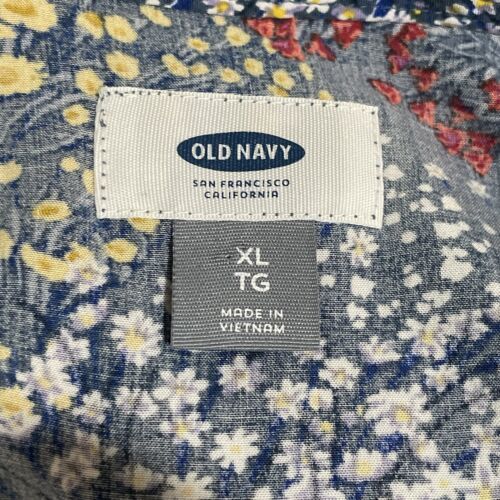 OLD NAVY
SAN FRANCISCO
CALIFORNIA
XL
TG
MADE IN
VIETNAM